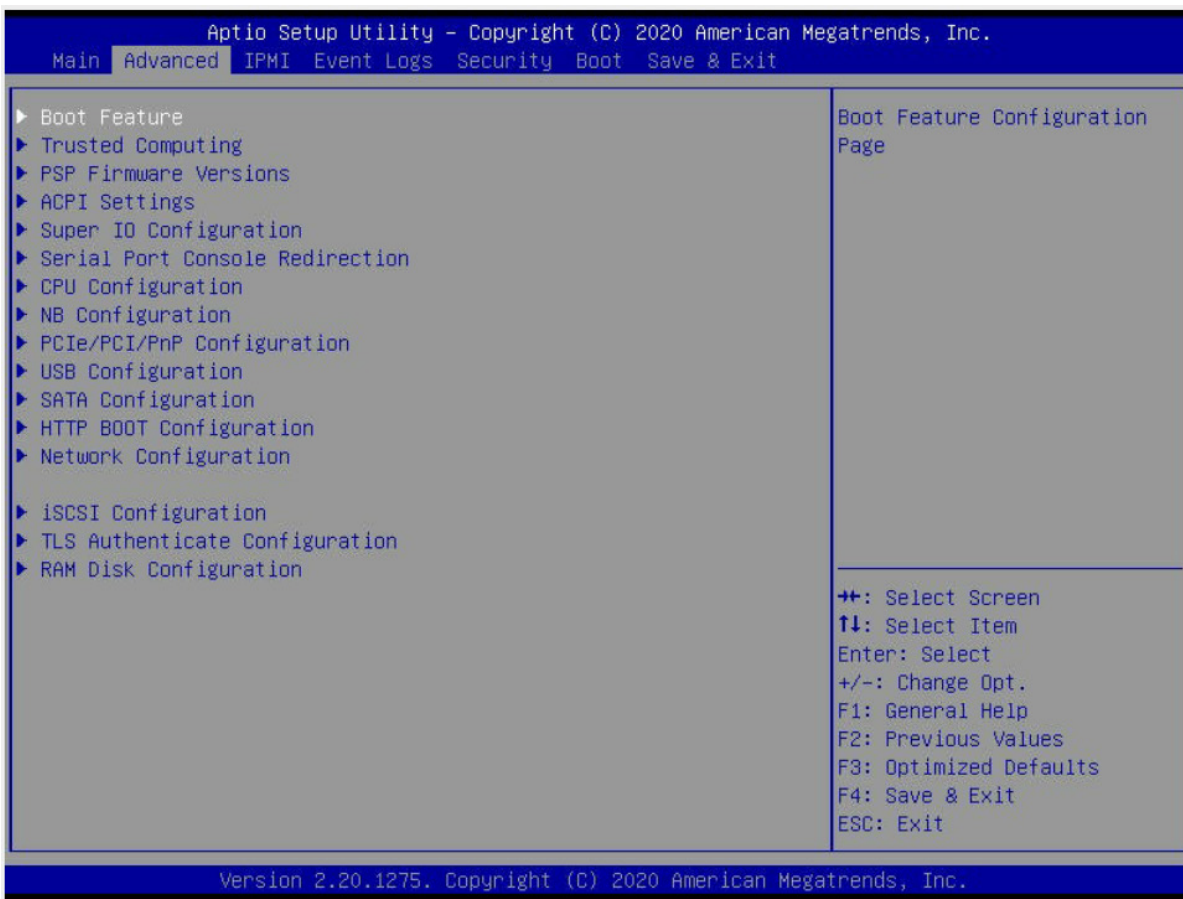 Aptio Setup Utility – Copyright (C) 2020 American Megatrends, Inc.
Main Advanced IPMI Event Logs Security Boot Save & Exit
▶ Boot Feature
▶ Trusted Computing
▶ PSP Firmware Versions
▶ ACPI Settings
▶ Super IO Configuration
▶ Serial Port Console Redirection
▶ CPU Configuration
▶ NB Configuration
▶ PCIe/PCI/PnP Configuration
▶ USB Configuration
▶ SATA Configuration
▶ HTTP BOOT Configuration
▶ Network Configuration
▶ iSCSI Configuration
▶ TLS Authenticate Configuration
▶ RAM Disk Configuration
Boot Feature Configuration
Page
→←: Select Screen
↑↓: Select Item
Enter: Select
+/-: Change Opt.
F1: General Help
F2: Previous Values
F3: Optimized Defaults
F4: Save & Exit
ESC: Exit
Version 2.20.1275. Copyright (C) 2020 American Megatrends, Inc.